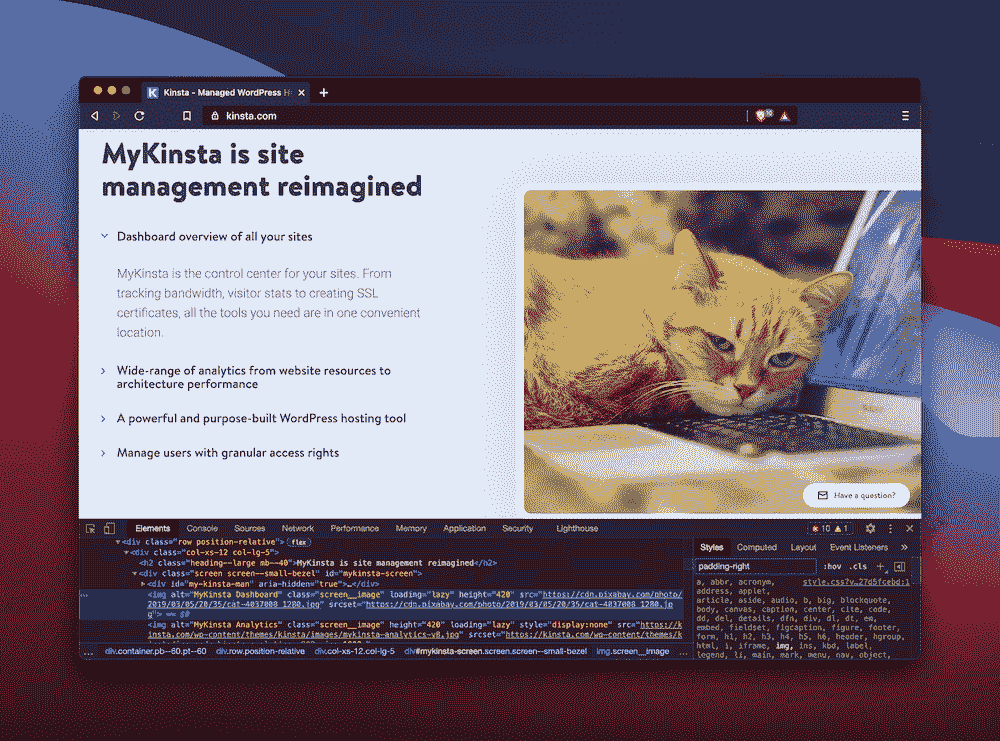 Kinsta - Managed WordPress H
kinsta.com
10
MyKinsta is site
management reimagined
Dashboard overview of all your sites
MyKinsta is the control center for your sites. From
tracking bandwidth, visitor stats to creating SSL
certificates, all the tools you need are in one convenient
location.
Wide-range of analytics from website resources to
architecture performance
A powerful and purpose-built WordPress hosting tool
Manage users with granular access rights
Have a question?
Elements Console Sources Network Performance Memory Application Security Lighthouse 10 1
<div class="row position-relative"> flex
<div class="col-xs-12 col-lg-5">
<h2 class="heading--large mb--40">MyKinsta is site management reimagined</h2>
<div class="screen screen--small-bezel" id="mykinsta-screen">
<div id="my-kinsta-man" aria-hidden="true">…</div>
<img alt="MyKinsta Dashboard" class="screen__image" height="420" loading="lazy" src="https://cdn.pixabay.com/photo/
2019/03/05/20/35/cat-4037008_1280.jpg" srcset="https://cdn.pixabay.com/photo/2019/03/05/20/35/cat-4037008_1280.jp
g"> == $0
<img alt="MyKinsta Analytics" class="screen__image" height="420" loading="lazy" style="display:none" src="https://k
insta.com/wp-content/themes/kinsta/images/mykinsta-analytics-v8.jpg" srcset="https://kinsta.com/wp-content/themes/k
... div.container.pb--60.pt--60 div.row.position-relative div.col-xs-12.col-lg-5 div#mykinsta-screen.screen.screen--small-bezel img.screen__image ...
Styles Computed Layout Event Listeners »
padding-right :hov .cls +
a, abbr, acronym, style.css?v…27d5fcebd:1
address, applet,
article, aside, audio, b, big, blockquote,
body, canvas, caption, center, cite, code,
dd, del, details, dfn, div, dl, dt, em,
embed, fieldset, figcaption, figure, footer,
form, h1, h2, h3, h4, h5, h6, header, hgroup,
html, i, iframe, img, ins, kbd, label,
legend, li, main, mark, menu, nav, object,